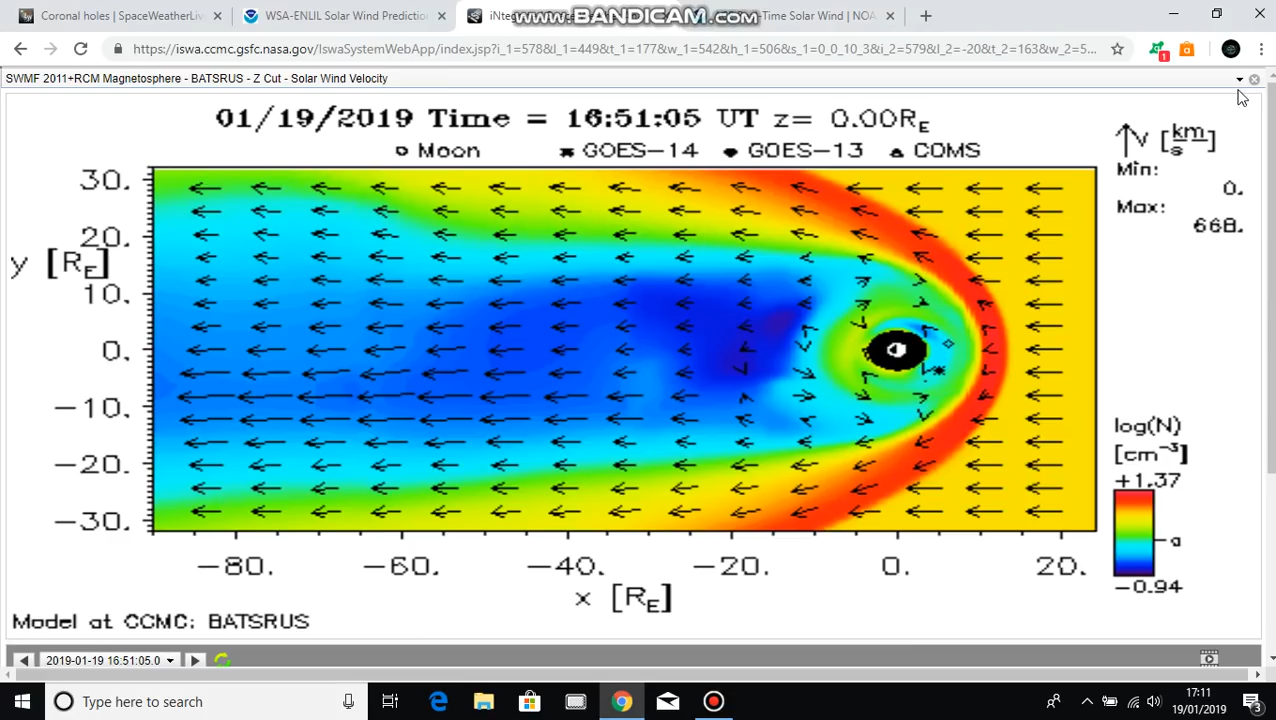 Coronal holes | SpaceWeatherLiv
WSA-ENLIL Solar Wind Prediction
www.BANDICAM.com
Time Solar Wind | NOA
https://iswa.ccmc.gsfc.nasa.gov/IswaSystemWebApp/index.jsp?i_1=578&l_1=449&t_1=177&w_1=542&h_1=506&s_1=0_0_10_3&i_2=579&l_2=-20&t_2=163&w_2=5...
1
SWMF 2011+RCM Magnetosphere - BATSRUS - Z Cut - Solar Wind Velocity
01/19/2019 Time = 16:51:05 UT z= 0.00RE
Moon GOES-14 GOES-13 COMS
V [km/s]
Min:
0.
Max:
668.
30.
20.
y [RE]
10.
0.
-10.
-20.
-30.
log(N)
[cm-3]
+1.37
-0.94
-80. -60. -40. -20. 0. 20.
x [RE]
Model at CCMC: BATSRUS
2019-01-19 16:51:05.0
Type here to search
17:11
19/01/2019
3